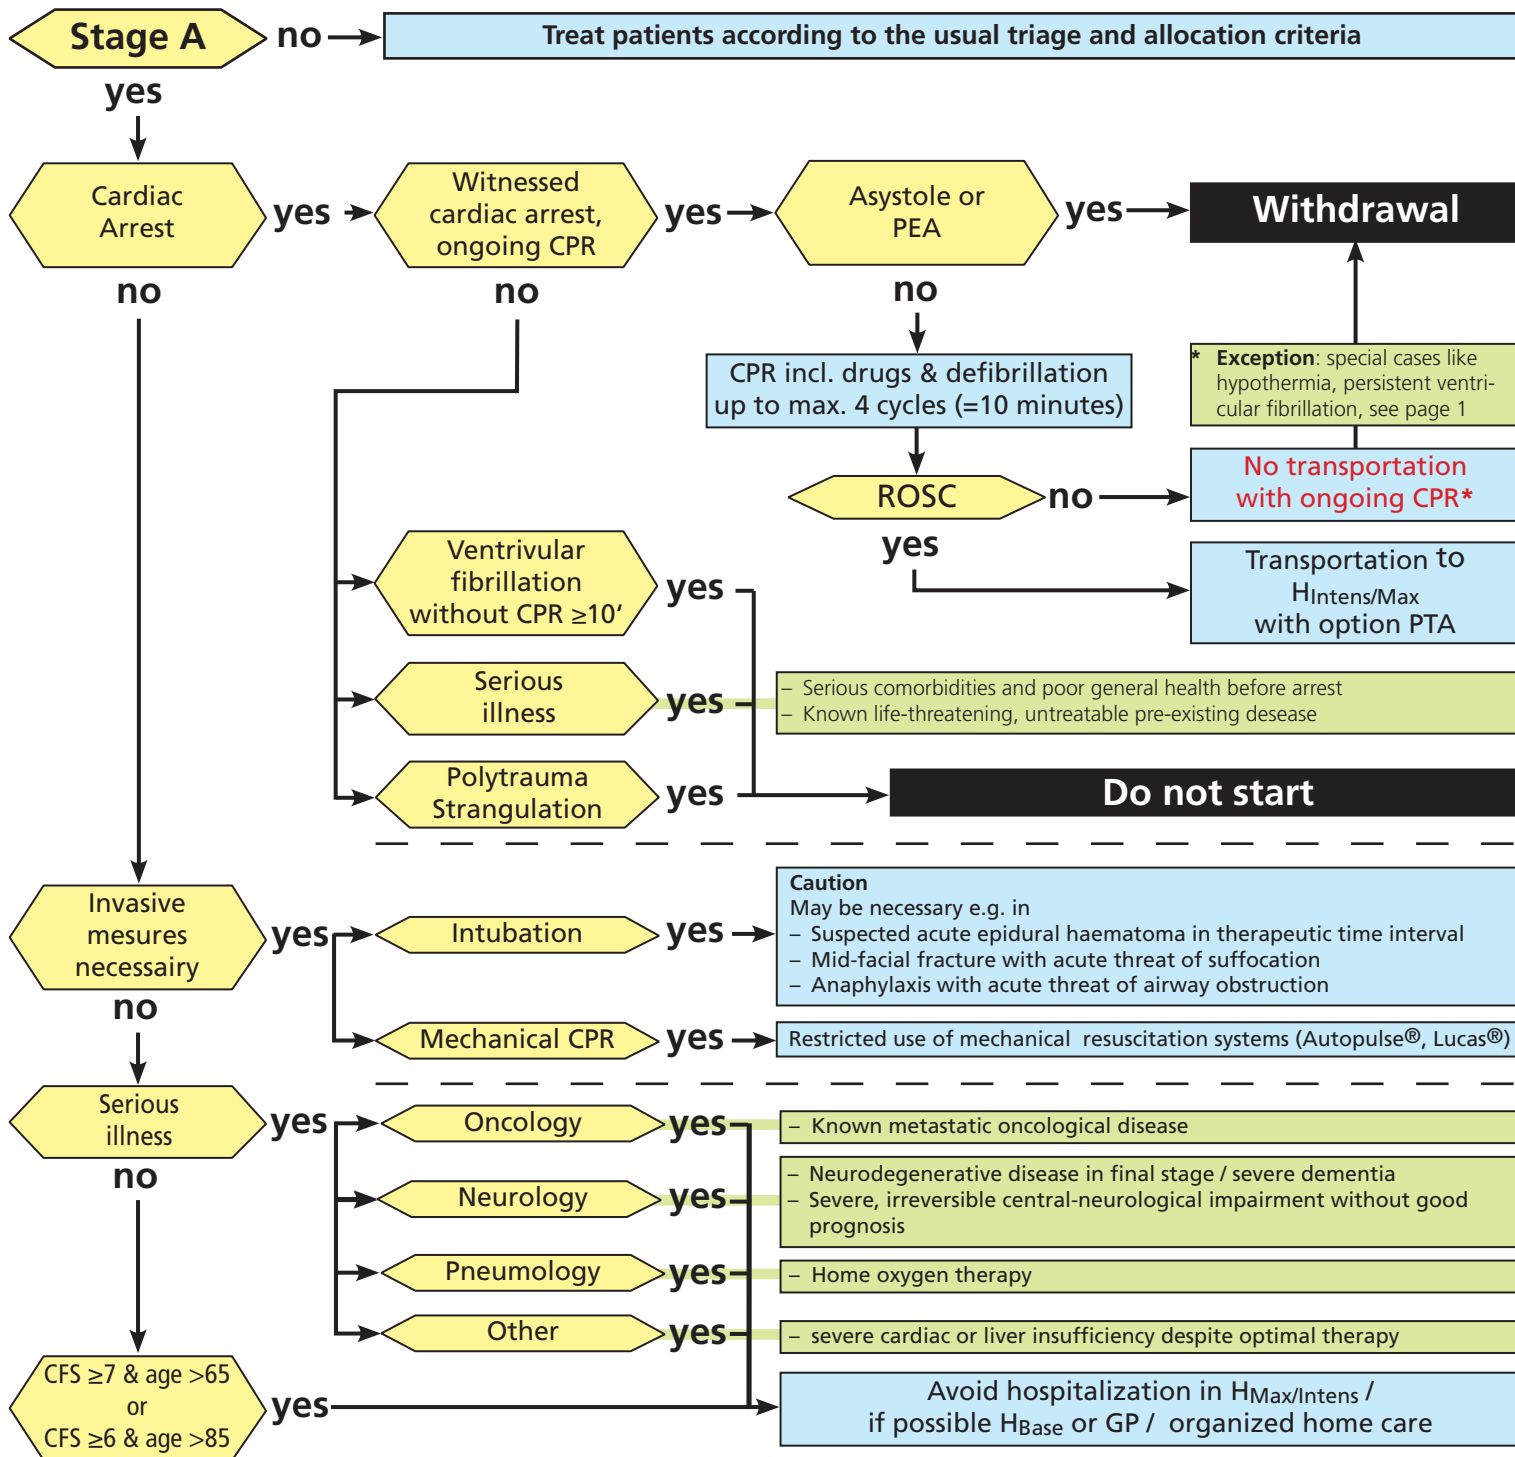 Stage A
no
Treat patients according to the usual triage and allocation criteria
yes
Cardiac
Arrest
yes
Witnessed
cardiac arrest,
ongoing CPR
yes
Asystole or
PEA
yes
Withdrawal
no
no
no
* Exception: special cases like
hypothermia, persistent ventri-
cular fibrillation, see page 1
CPR incl. drugs & defibrillation
up to max. 4 cycles (=10 minutes)
ROSC
no
No transportation
with ongoing CPR*
yes
Transportation to
HIntens/Max
with option PTA
Ventrivular
fibrillation
without CPR ≥10‘
yes
Serious
illness
yes
– Serious comorbidities and poor general health before arrest
– Known life-threatening, untreatable pre-existing desease
Polytrauma
Strangulation
yes
Do not start
Invasive
mesures
necessairy
yes
Intubation
yes
Caution
May be necessary e.g. in
– Suspected acute epidural haematoma in therapeutic time interval
– Mid-facial fracture with acute threat of suffocation
– Anaphylaxis with acute threat of airway obstruction
no
Mechanical CPR
yes
Restricted use of mechanical resuscitation systems (Autopulse®, Lucas®)
Serious
illness
yes
Oncology
yes
– Known metastatic oncological disease
no
Neurology
yes
– Neurodegenerative disease in final stage / severe dementia
– Severe, irreversible central-neurological impairment without good
prognosis
Pneumology
yes
– Home oxygen therapy
Other
yes
– severe cardiac or liver insufficiency despite optimal therapy
CFS ≥7 & age >65
or
CFS ≥6 & age >85
yes
Avoid hospitalization in HMax/Intens /
if possible HBase or GP / organized home care